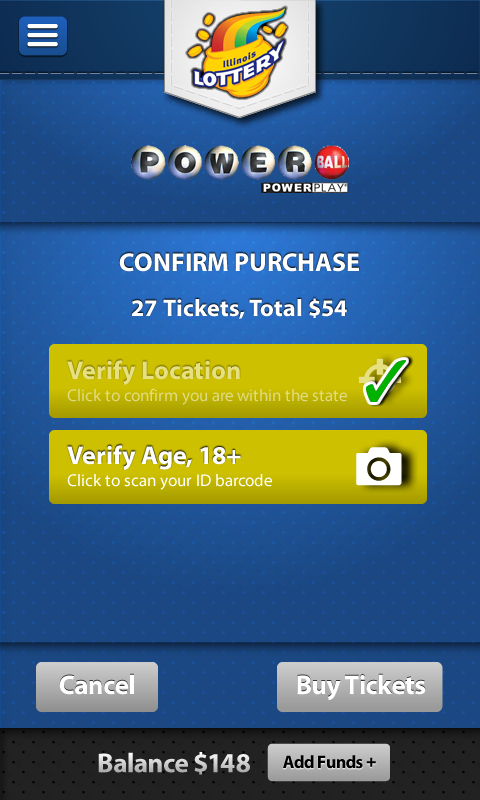 Illinois
LOTTERY
POWERBALL
POWERPLAY
CONFIRM PURCHASE
27 Tickets, Total $54
Verify Location
Click to confirm you are within the state
Verify Age, 18+
Click to scan your ID barcode
Cancel
Buy Tickets
Balance $148
Add Funds +